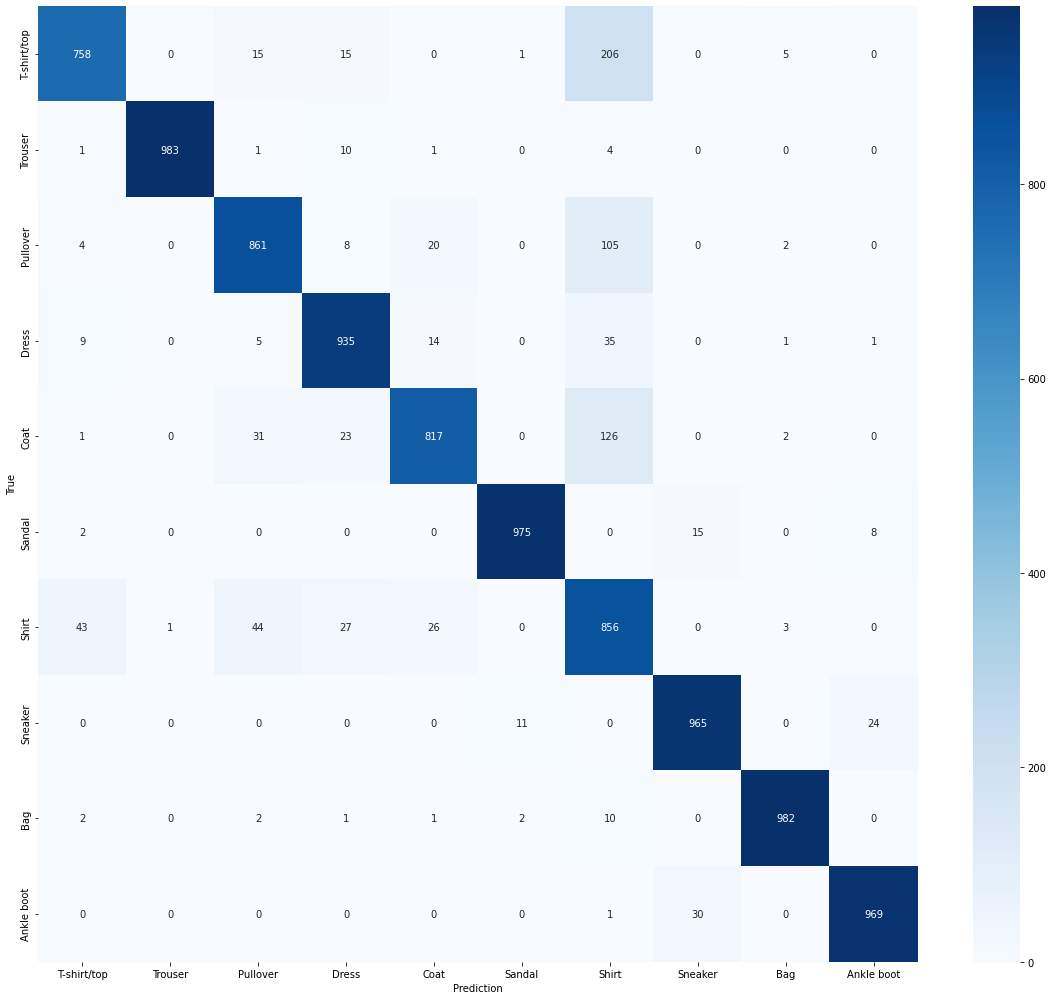 T-shirt/top 758 0 15 15 0 1 206 0 5 0
Trouser 1 983 1 10 1 0 4 0 0 0
800
Pullover 4 0 861 8 20 0 105 0 2 0
Dress 9 0 5 935 14 0 35 0 1 1
600
Coat 1 0 31 23 817 0 126 0 2 0
True
Sandal 2 0 0 0 0 975 0 15 0 8
400
Shirt 43 1 44 27 26 0 856 0 3 0
Sneaker 0 0 0 0 0 11 0 965 0 24
200
Bag 2 0 2 1 1 2 10 0 982 0
Ankle boot 0 0 0 0 0 0 1 30 0 969
0
T-shirt/top Trouser Pullover Dress Coat Sandal Shirt Sneaker Bag Ankle boot
Prediction